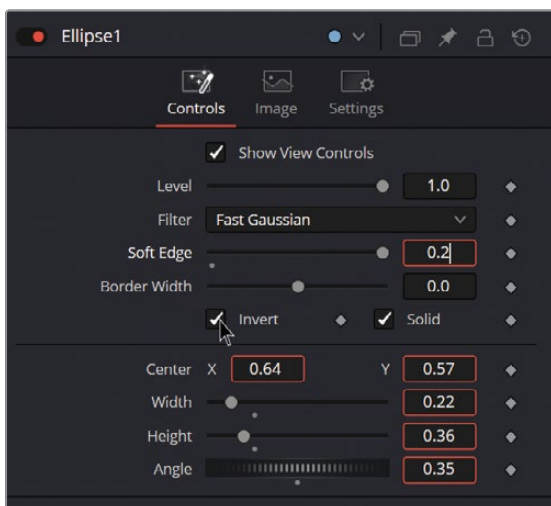 Ellipse1
Controls Image Settings
Show View Controls
Level 1.0
Filter Fast Gaussian
Soft Edge 0.2
Border Width 0.0
Invert Solid
Center X 0.64 Y 0.57
Width 0.22
Height 0.36
Angle 0.35